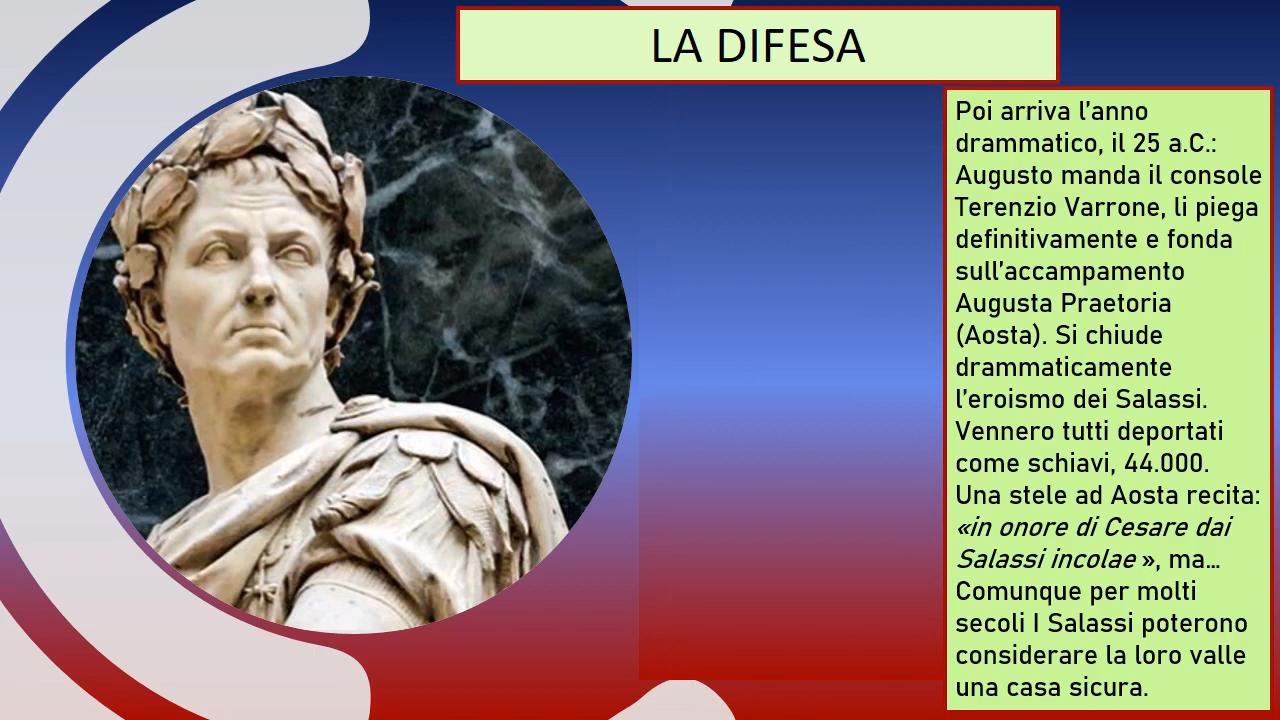 LA DIFESA
Poi arriva l'anno
drammatico, il 25 a.C.:
Augusto manda il console
Terenzio Varrone, li piega
definitivamente e fonda
sull'accampamento
Augusta Praetoria
(Aosta). Si chiude
drammaticamente
l'eroismo dei Salassi.
Vennero tutti deportati
come schiavi, 44.000.
Una stele ad Aosta recita:
«in onore di Cesare dai
Salassi incolae », ma…
Comunque per molti
secoli I Salassi poterono
considerare la loro valle
una casa sicura.